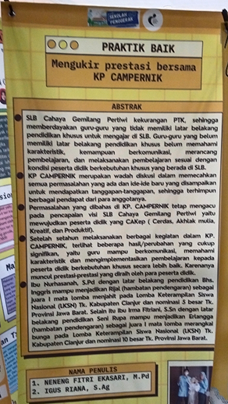 SEKOLAH
PENGGERAK
PRAKTIK BAIK
Mengukir prestasi bersama
KP CAMPERNIK
ABSTRAK
SLB Cahaya Gemilang Pertiwi kekurangan PTK, sehingga
memberdayakan guru-guru yang tidak memiliki latar belakang
pendidikan khusus untuk mengajar di SLB. Guru-guru yang belum
memiliki latar belakang pendidikan khusus belum memahami
karakteristik, kemampuan berkomunikasi, merancang
pembelajaran, dan melaksanakan pembelajaran sesuai dengan
kondisi peserta didik berkebutuhan khusus yang berada di SLB.
KP CAMPERNIK merupakan wadah diskusi dalam memecahkan
semua permasalahan yang ada dan ide-ide baru yang disampaikan
untuk mendapatkan tanggapan-tanggapan, sehingga terhimpun
berbagai pendapat dari para anggotanya.
Permasalahan yang dibahas di KP. CAMPERNIK tetap mengacu
pada pencapaian visi SLB Cahaya Gemilang Pertiwi yaitu
mewujudkan peserta didik yang CAKep ( Cerdas, Akhlak mulia,
Kreatif, dan Produktif).
Setelah setelah melaksanakan berbagai kegiatan dalam KP.
CAMPERNIK, terlihat beberapa hasil/perubahan yang cukup
signifikan, yaitu guru mampu berkomunikasi, memahami
karakteristik dan mengimplementasikan pembelajaran kepada
peserta didik berkebutuhan khusus secara lebih baik. Karenanya
muncul prestasi-prestasi yang diraih oleh para peserta didik.
Ibu Nurhasanah, S.Pd dengan latar belakang pendidikan Bhs.
Inggris mampu menjadikan Rijal (hambatan pendengaran) sebagai
juara I mata lomba menjahit pada Lomba Keterampilan Siswa
Nasional (LKSN) Tk. Kabupaten Cianjur dan nominasi 3 besar Tk.
Provinsi Jawa Barat. Selain itu Ibu Irma Fitriani, S.Sn dengan latar
belakang pendidikan Seni Rupa mampu menjadikan Erlangga
(hambatan pendengaran) sebagai juara I mata lomba merangkai
bunga pada Lomba Keterampilan Siswa Nasional (LKSN) Tk.
Kabupaten Cianjur dan nominasi 10 besar Tk. Provinsi Jawa Barat.
NAMA PENULIS
1. NENENG FITRI EKASARI, M.Pd
2. IGUS RIANA, S.Ag